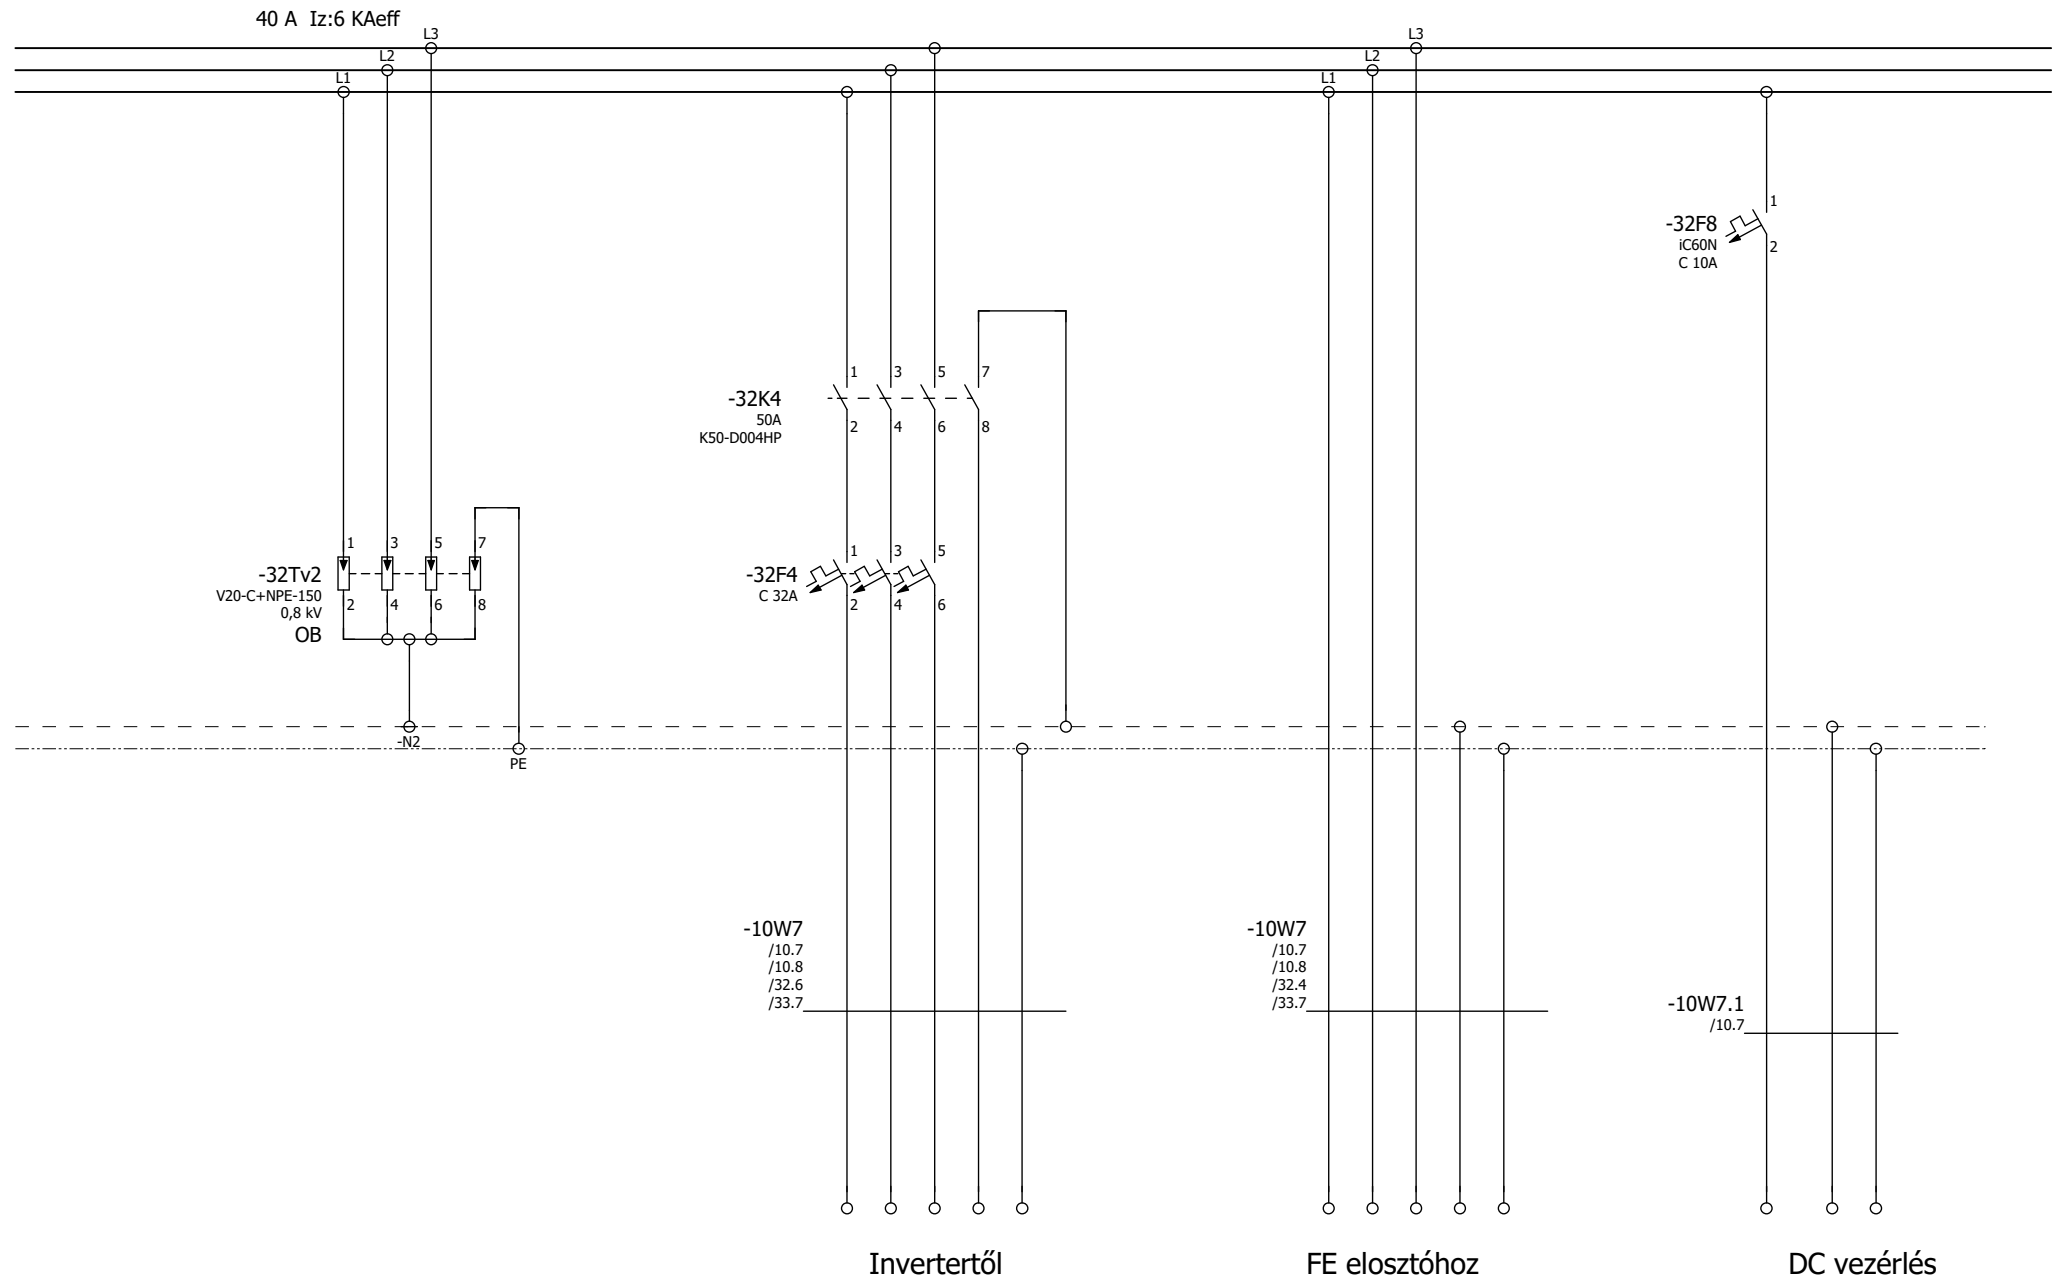 40 A Iz:6 KAeff
L1
L2
L3
L1
L2
L3
-32F8
iC60N
C 10A
1
2
-32K4
50A
K50-D004HP
1
3
5
7
2
4
6
8
-32Tv2
V20-C+NPE-150
0,8 kV
OB
1
3
5
7
2
4
6
8
-32F4
C 32A
1
3
5
2
4
6
-N2
PE
-10W7
/10.7
/10.8
/32.6
/33.7
-10W7
/10.7
/10.8
/32.4
/33.7
-10W7.1
/10.7
Invertertől
FE elosztóhoz
DC vezérlés